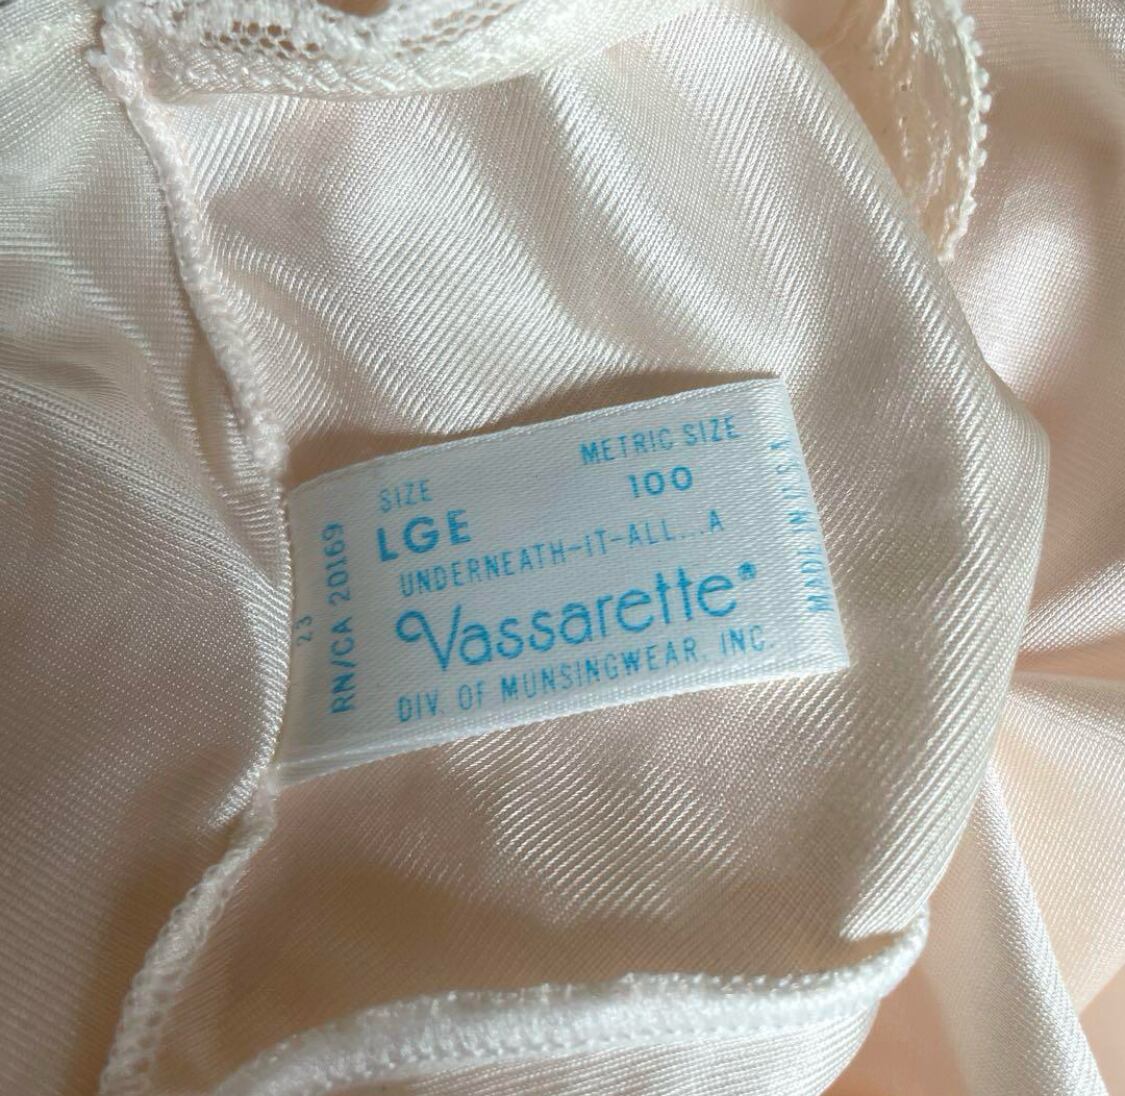 SIZE
LGE
METRIC SIZE
100
UNDERNEATH-IT-ALL...A
Vassarette®
DIV. OF MUNSINGWEAR, INC.
RN/CA 20169
23
MADE IN U.S.A.